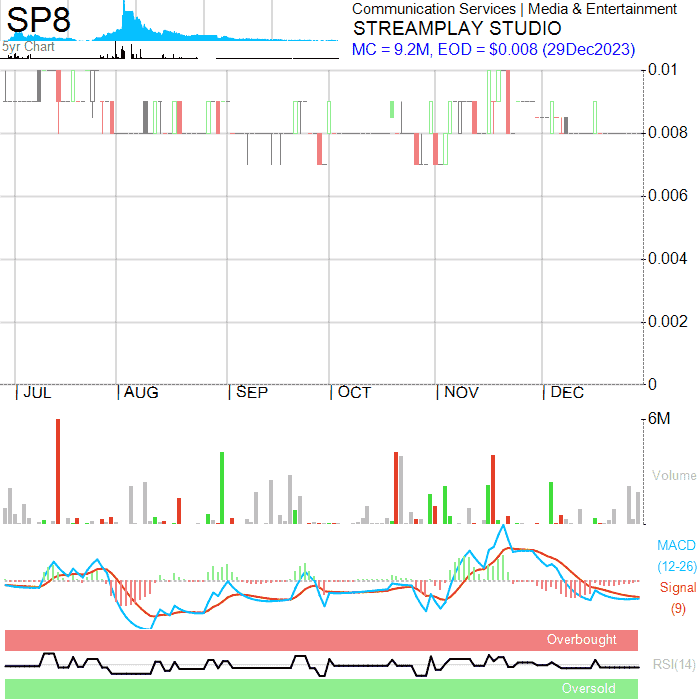 SP8
Communication Services | Media & Entertainment
STREAMPLAY STUDIO
MC = 9.2M, EOD = $0.008 (29Dec2023)
5yr Chart
0.01
0.008
0.006
0.004
0.002
0
| JUL | AUG | SEP | OCT | NOV | DEC
6M
Volume
MACD
(12-26)
Signal
(9)
Overbought
RSI(14)
Oversold